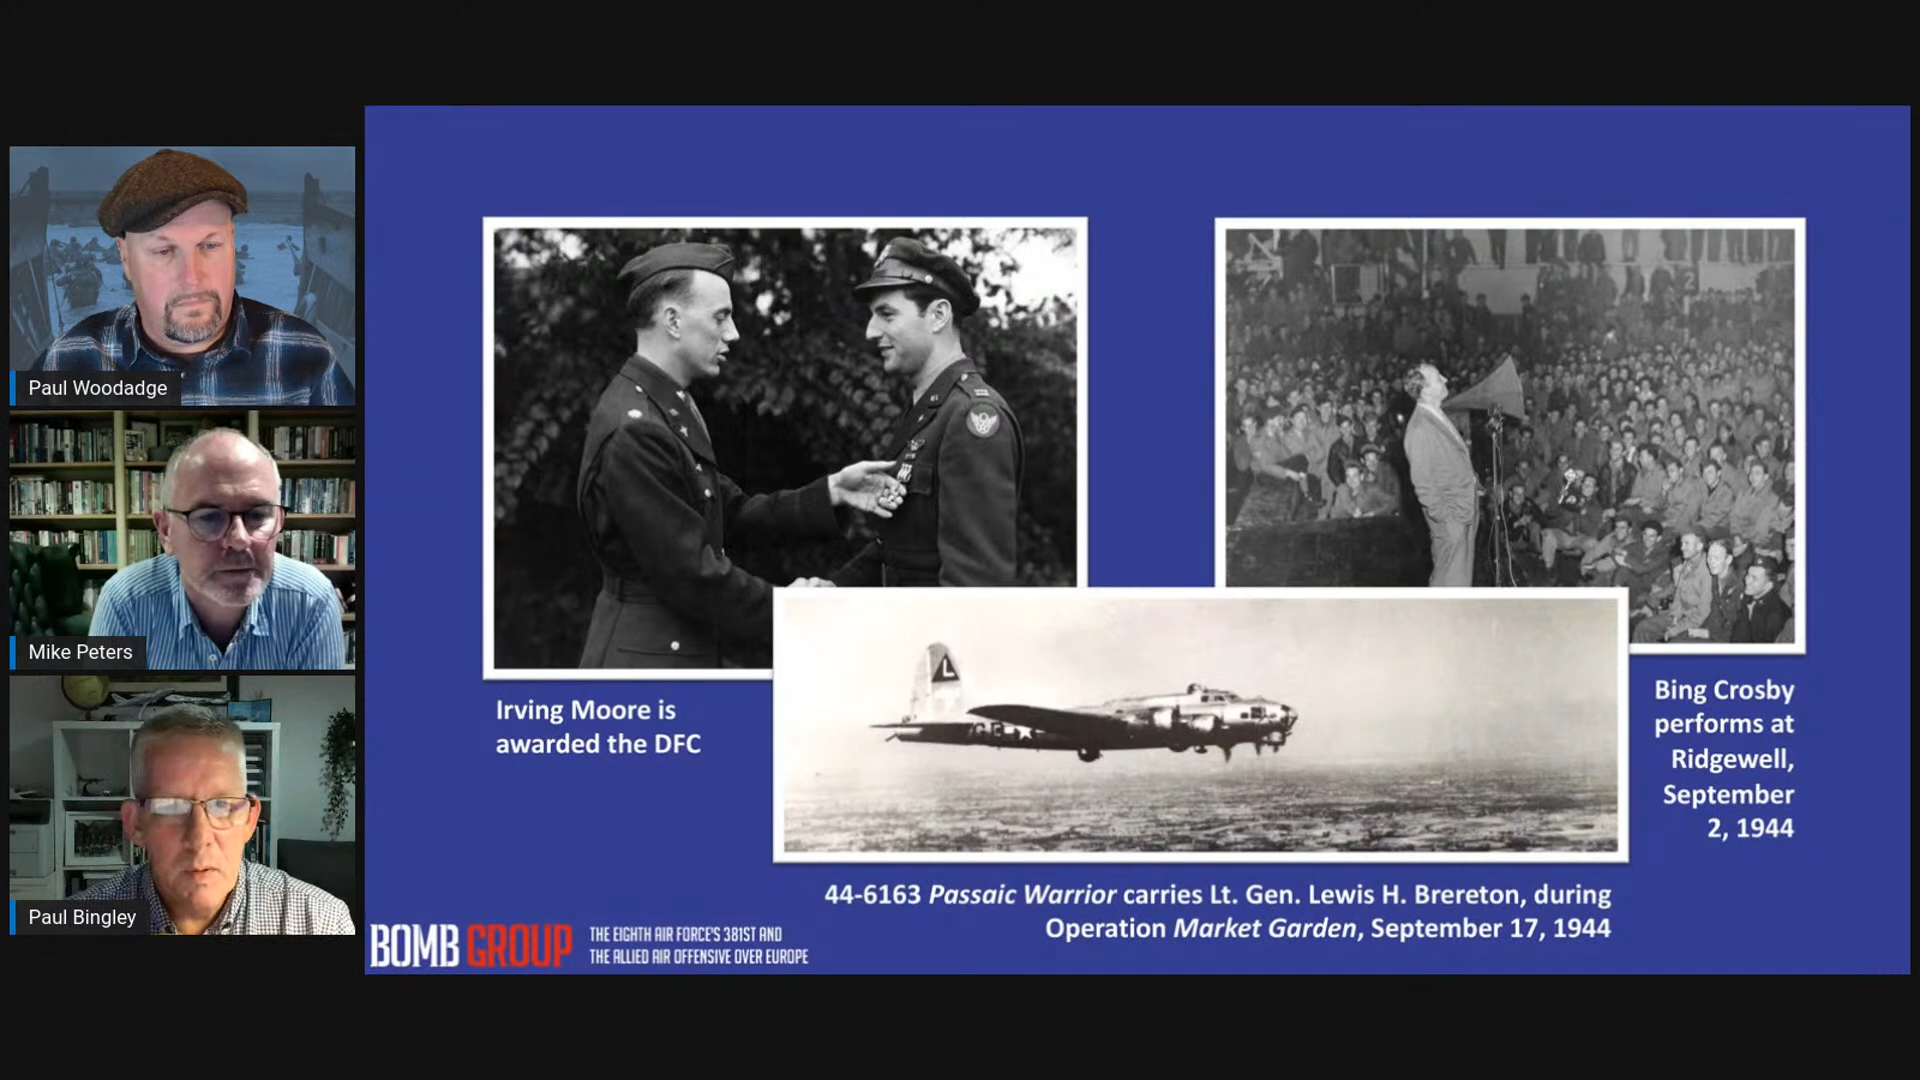 Paul Woodadge
Mike Peters
Paul Bingley
L
2
Irving Moore is
awarded the DFC
Bing Crosby
performs at
Ridgewell,
September
2, 1944
44-6163 Passaic Warrior carries Lt. Gen. Lewis H. Brereton, during
Operation Market Garden, September 17, 1944
BOMB GROUP
THE EIGHTH AIR FORCE'S 381ST AND
THE ALLIED AIR OFFENSIVE OVER EUROPE